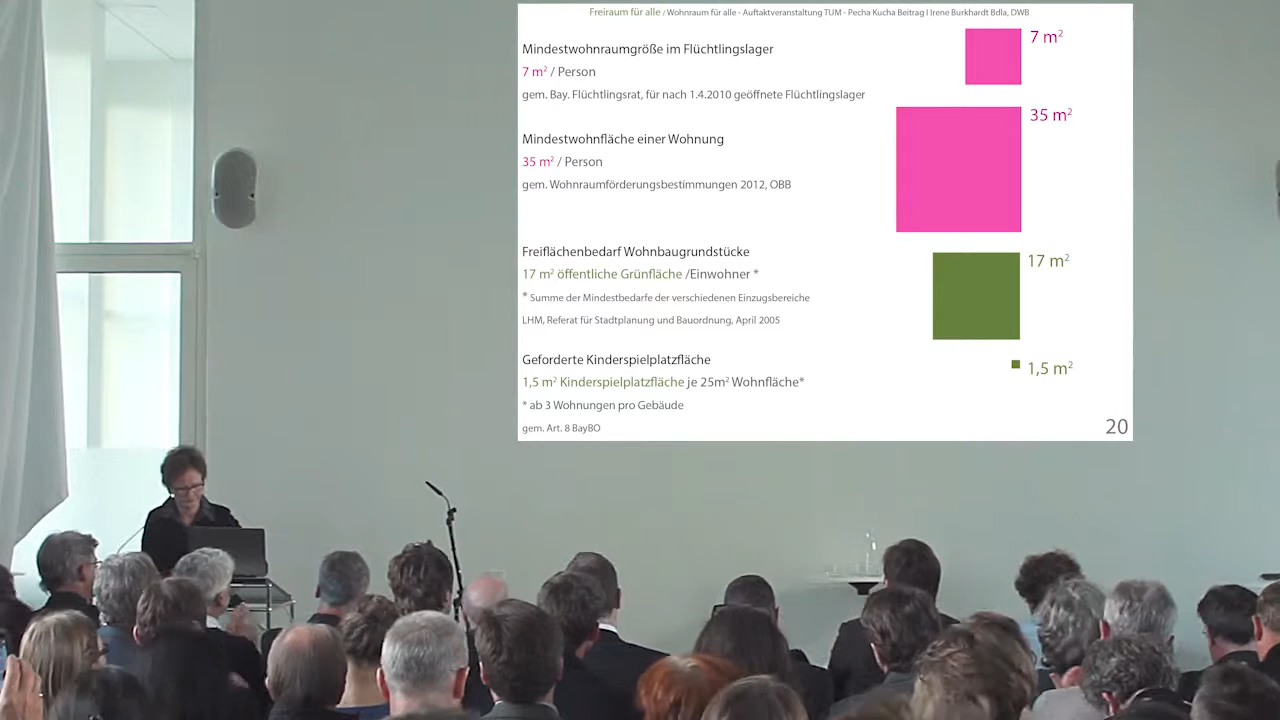 Freiraum für alle / Wohnraum für alle - Auftaktveranstaltung TUM - Pecha Kucha Beitrag I Irene Burkhardt Bdla, DWB
Mindestwohnraumgröße im Flüchtlingslager
7 m²
7 m² / Person
gem. Bay. Flüchtlingsrat, für nach 1.4.2010 geöffnete Flüchtlingslager
35 m²
Mindestwohnfläche einer Wohnung
35 m² / Person
gem. Wohnraumförderungsbestimmungen 2012, OBB
Freiflächenbedarf Wohnbaugrundstücke
17 m²
17 m² öffentliche Grünfläche /Einwohner *
* Summe der Mindestbedarfe der verschiedenen Einzugsbereiche
LHM, Referat für Stadtplanung und Bauordnung, April 2005
Geforderte Kinderspielplatzfläche
1,5 m²
1,5 m² Kinderspielplatzfläche je 25m² Wohnfläche*
* ab 3 Wohnungen pro Gebäude
gem. Art. 8 BayBO
20